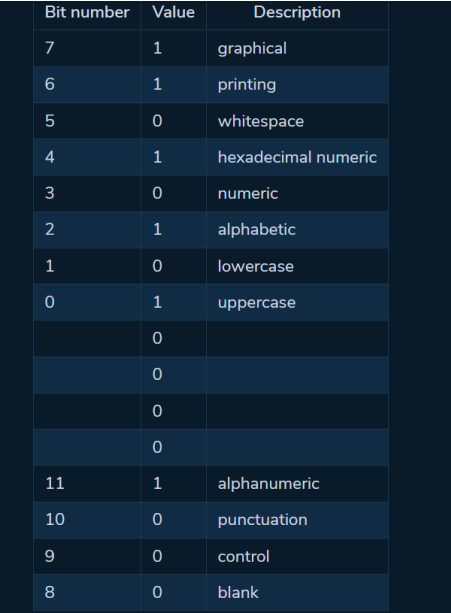 Bit number Value Description
7 1 graphical
6 1 printing
5 0 whitespace
4 1 hexadecimal numeric
3 0 numeric
2 1 alphabetic
1 0 lowercase
0 1 uppercase
0
0
0
0
11 1 alphanumeric
10 0 punctuation
9 0 control
8 0 blank